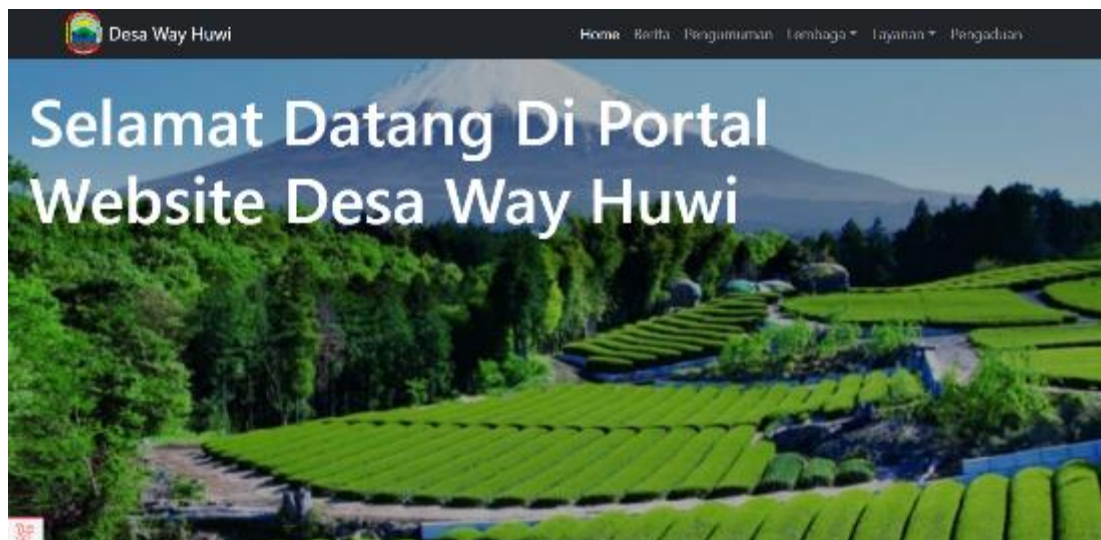 Desa Way Huwi
Home Berita Pengumuman Lembaga Layanan Pengaduan
Selamat Datang Di Portal
Website Desa Way Huwi